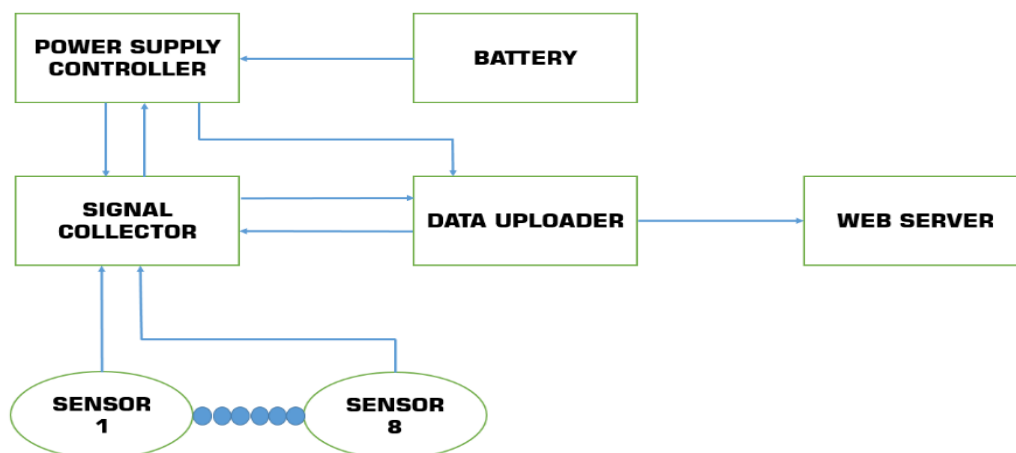 POWER SUPPLY
CONTROLLER
BATTERY
SIGNAL
COLLECTOR
DATA UPLOADER
WEB SERVER
SENSOR
1
SENSOR
8